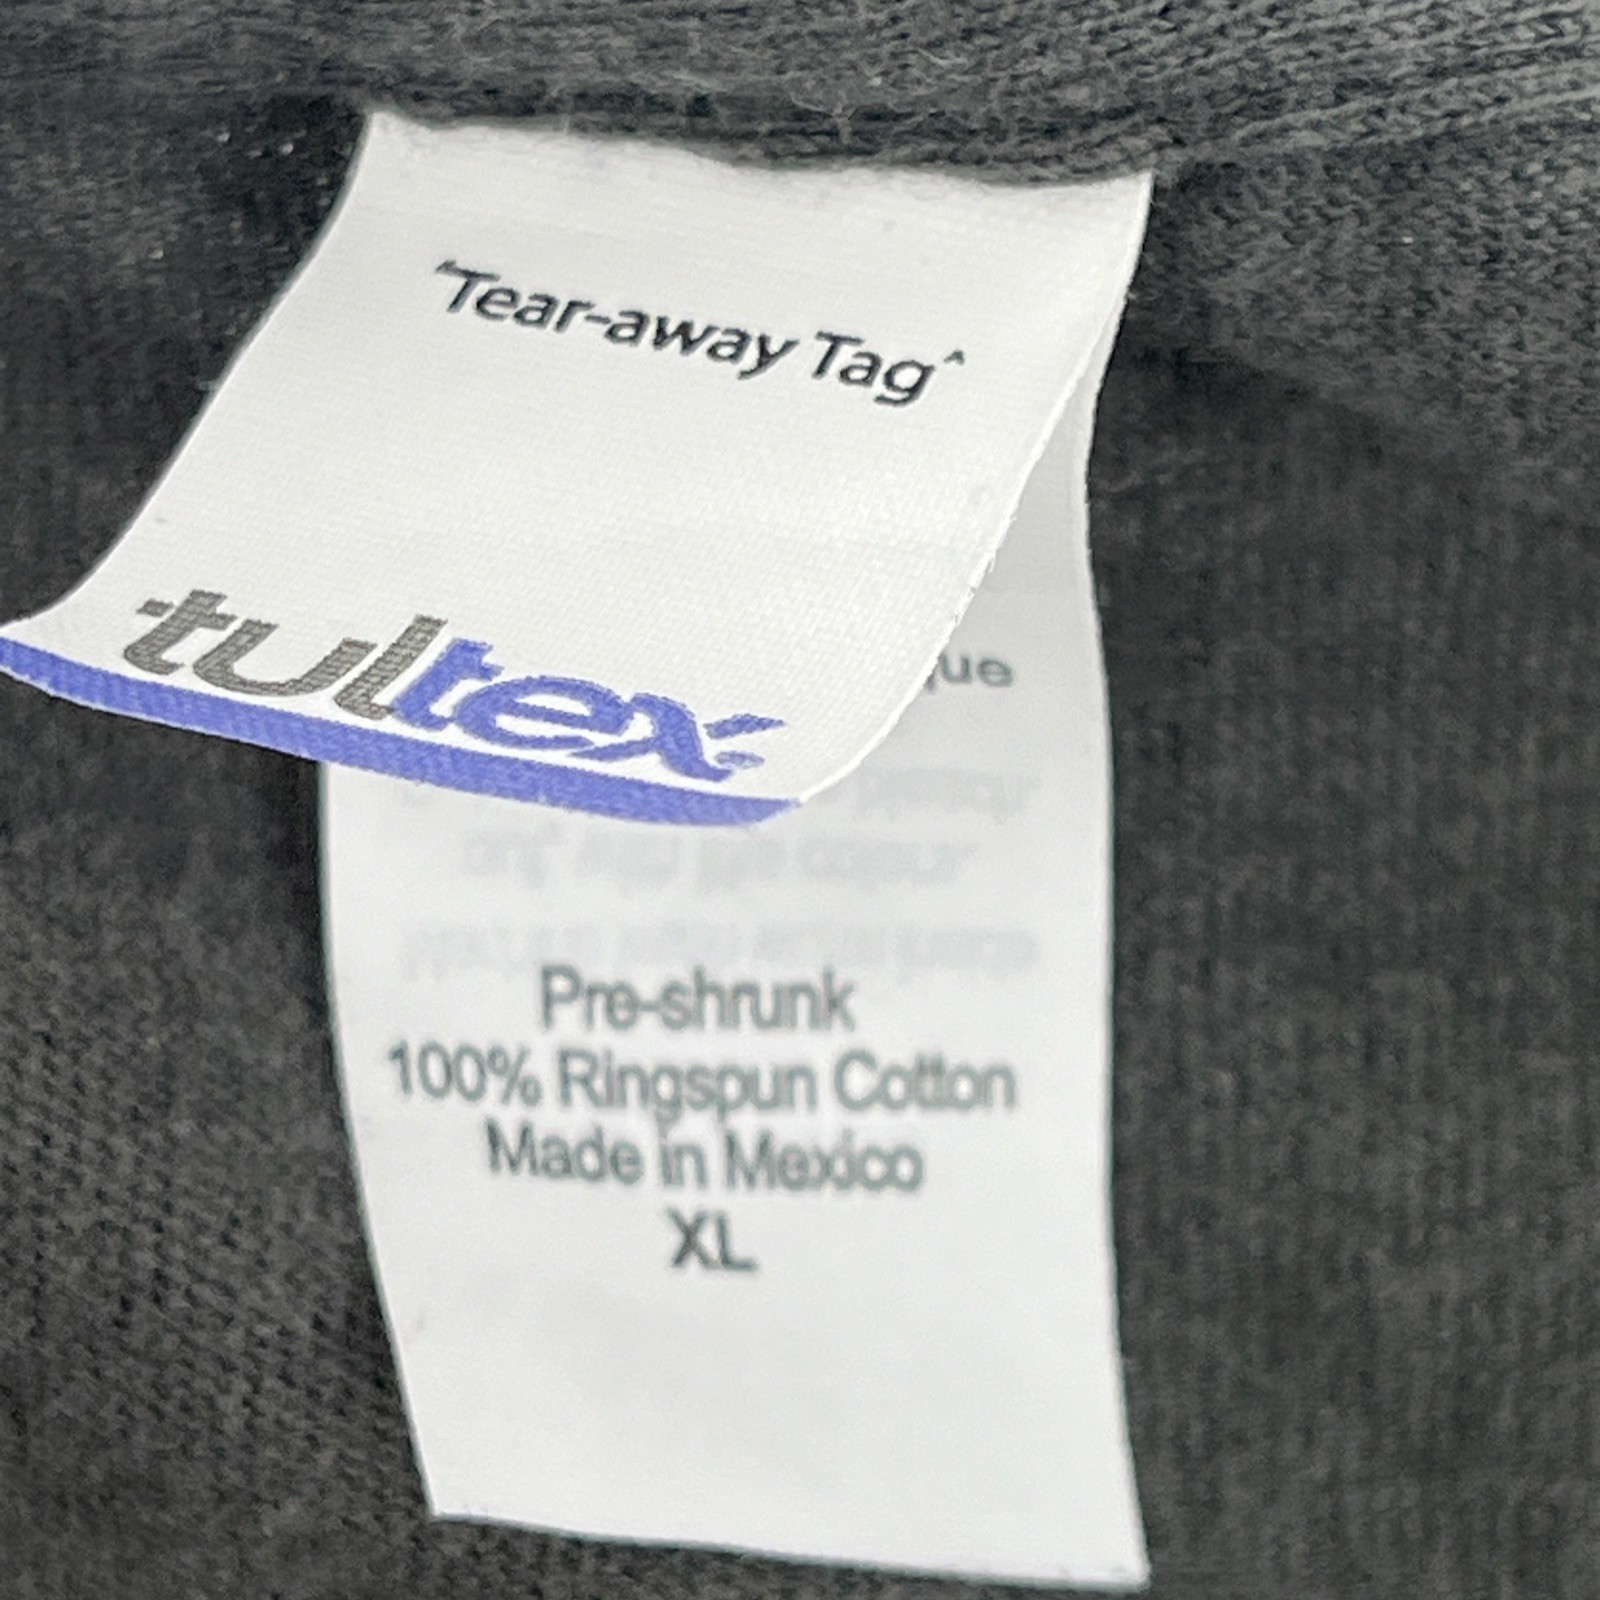 ^Tear-away Tag^
tultex
Pre-shrunk
100% Ringspun Cotton
Made in Mexico
XL